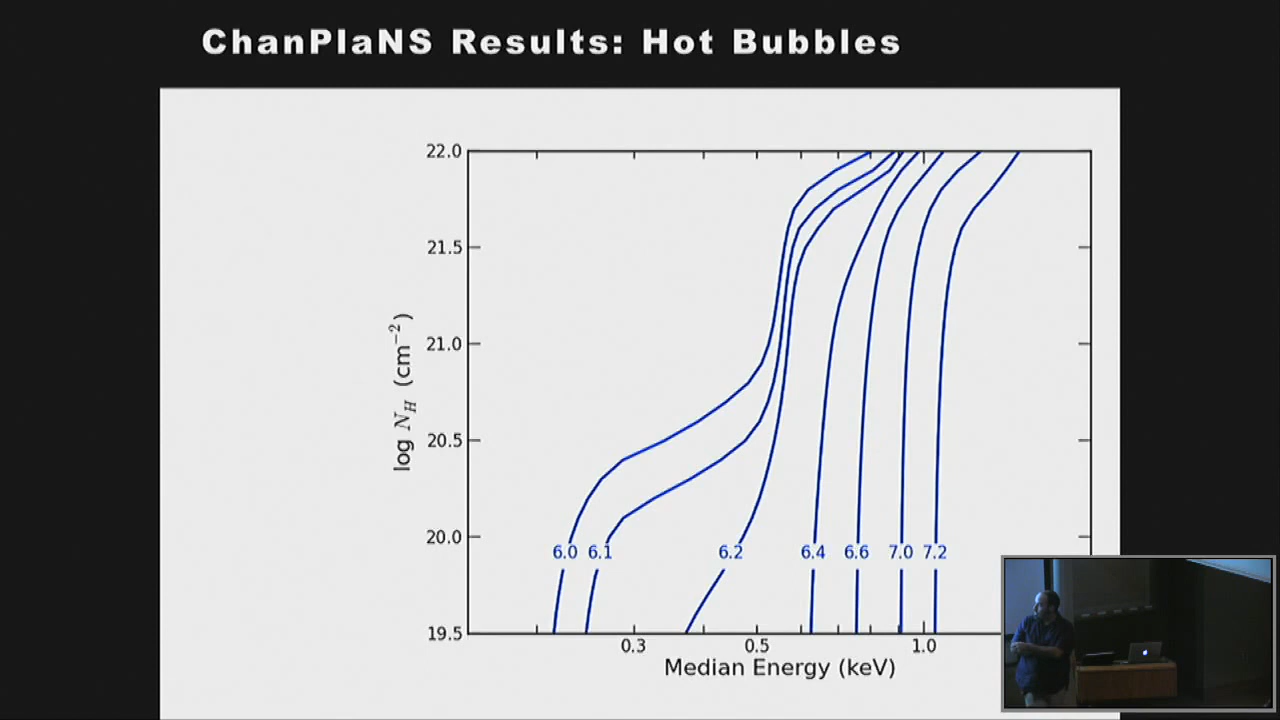 ChanPlaNS Results: Hot Bubbles
22.0
21.5
21.0
20.5
20.0
19.5
log N_H (cm⁻²)
6.0 6.1 6.2 6.4 6.6 7.0 7.2
0.3 0.5 1.0
Median Energy (keV)